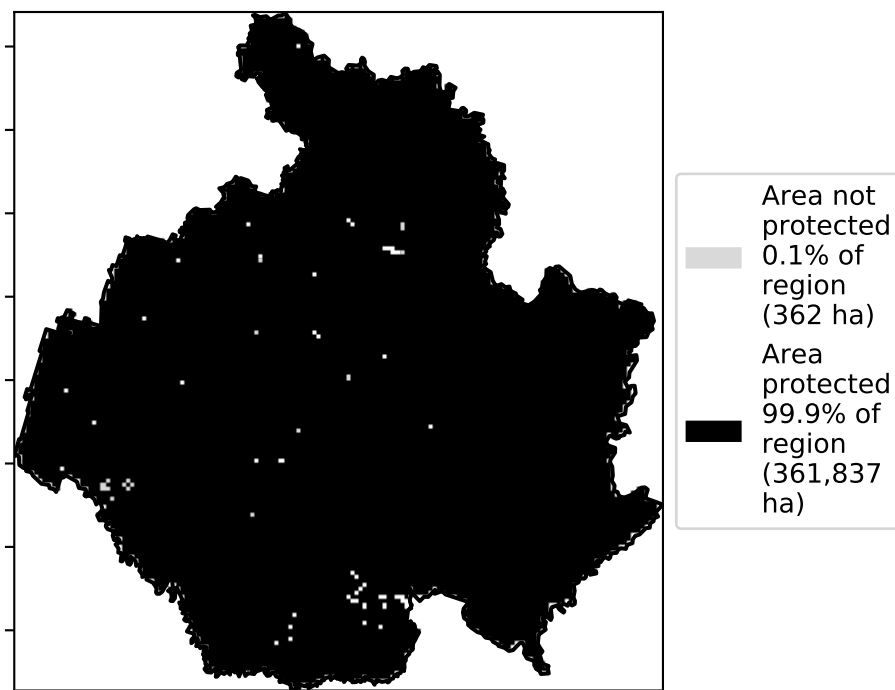 Area not
protected
0.1% of
region
(362 ha)
Area
protected
99.9% of
region
(361,837
ha)